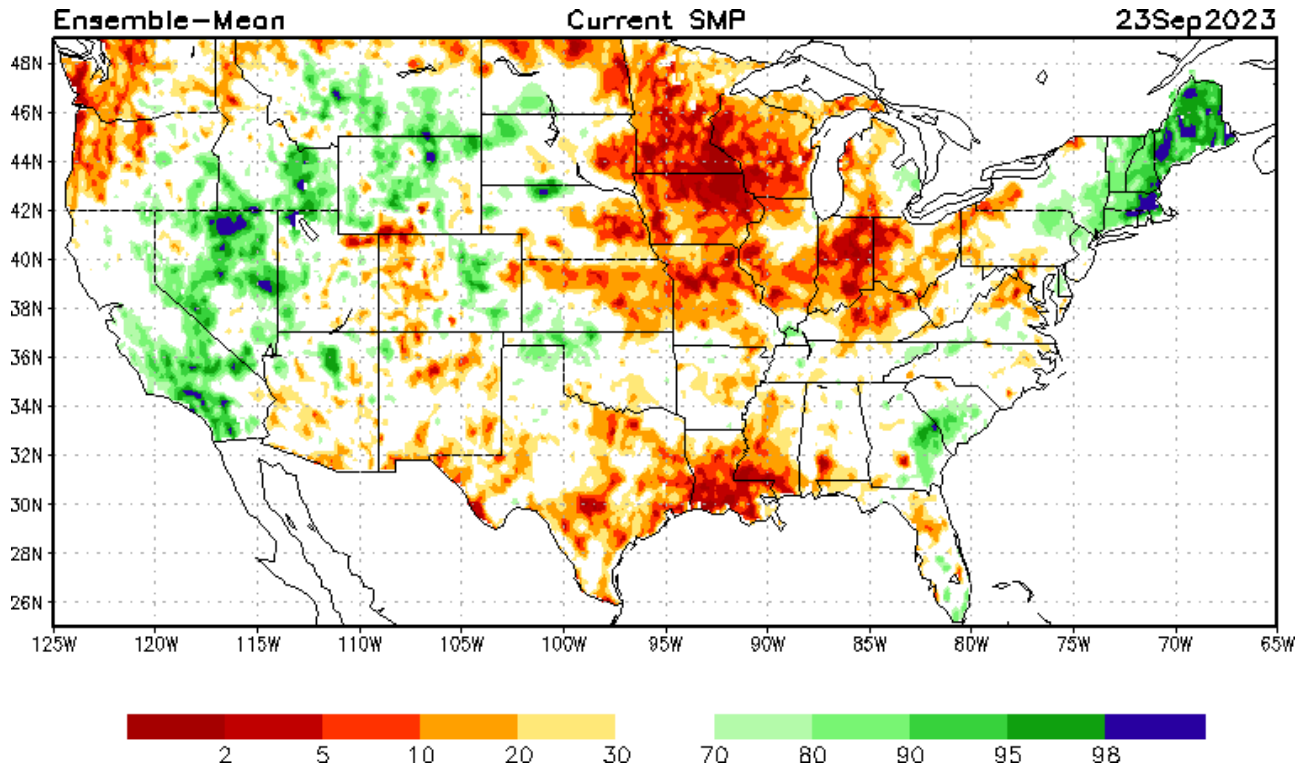 Ensemble-Mean Current SMP 23Sep2023
48N
46N
44N
42N
40N
38N
36N
34N
32N
30N
28N
26N
125W 120W 115W 110W 105W 100W 95W 90W 85W 80W 75W 70W 65W
2 5 10 20 30 70 80 90 95 98